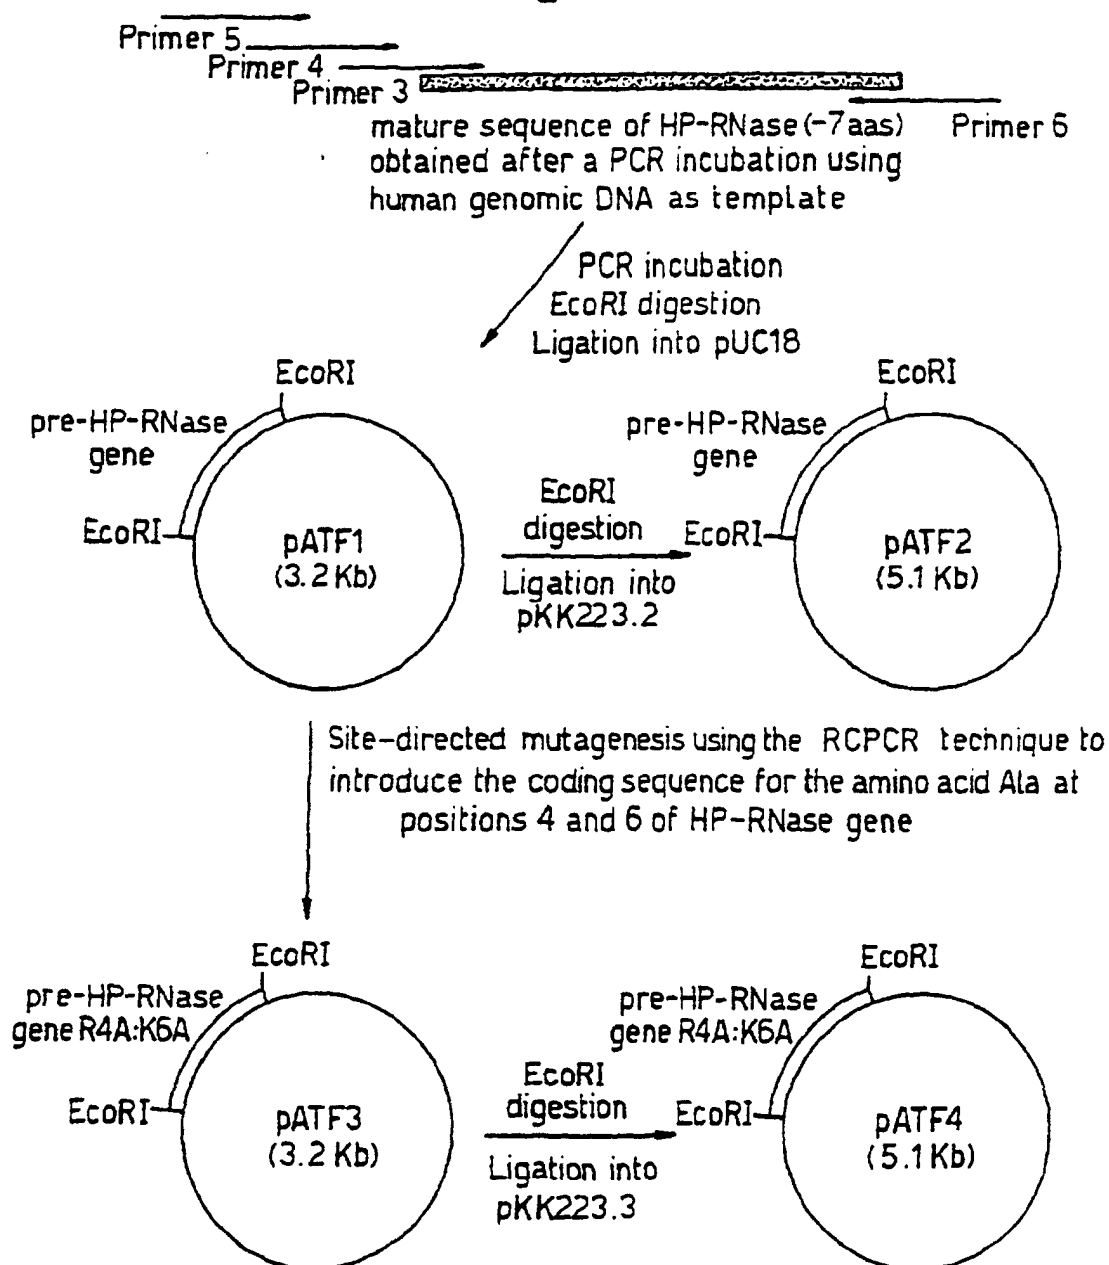 Primer 5
Primer 4
Primer 3
mature sequence of HP-RNase (-7aas)
Primer 6
obtained after a PCR incubation using
human genomic DNA as template
PCR incubation
EcoRI digestion
Ligation into pUC18
EcoRI
pre-HP-RNase
gene
EcoRI
pATF1
(3.2 Kb)
EcoRI
digestion
Ligation into
pKK223.2
EcoRI
pre-HP-RNase
gene
EcoRI
pATF2
(5.1 Kb)
Site-directed mutagenesis using the RCPCR technique to
introduce the coding sequence for the amino acid Ala at
positions 4 and 6 of HP-RNase gene
EcoRI
pre-HP-RNase
gene R4A:K6A
EcoRI
pATF3
(3.2 Kb)
EcoRI
digestion
Ligation into
pKK223.3
EcoRI
pre-HP-RNase
gene R4A:K6A
EcoRI
pATF4
(5.1 Kb)